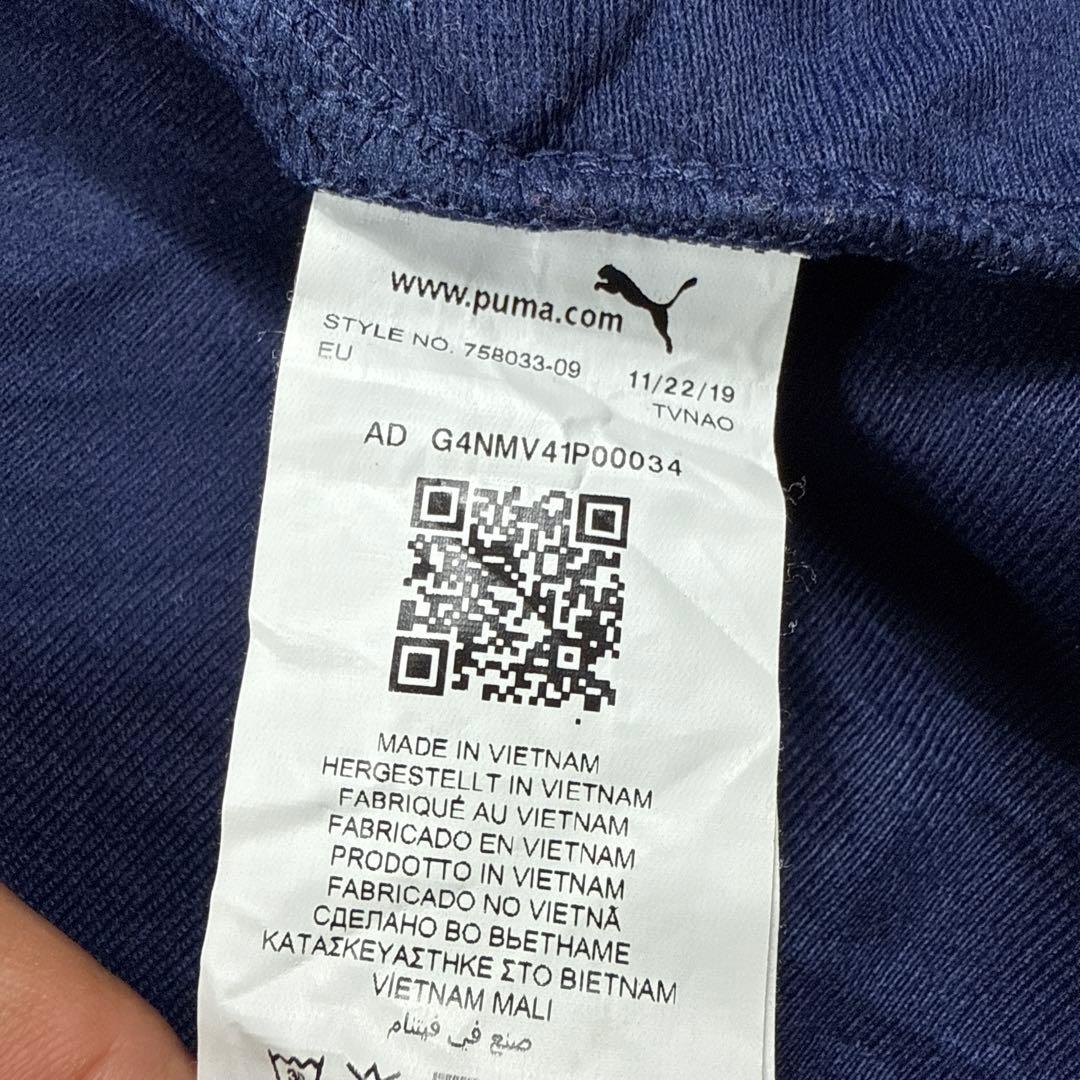 www.puma.com
STYLE NO. 758033-09
EU
11/22/19
TVNAO
AD G4NMV41P00034
MADE IN VIETNAM
HERGESTELLT IN VIETNAM
FABRIQUÉ AU VIETNAM
FABRICADO EN VIETNAM
PRODOTTO IN VIETNAM
FABRICADO NO VIETNÃ
СДЕЛАНО ВО ВЬЕТНАМЕ
ΚΑΤΑΣΚΕΥΑΣΤΗΚΕ ΣΤΟ ΒΙΕΤΝΑΜ
VIETNAM MALI
صنع في فيتنام
30